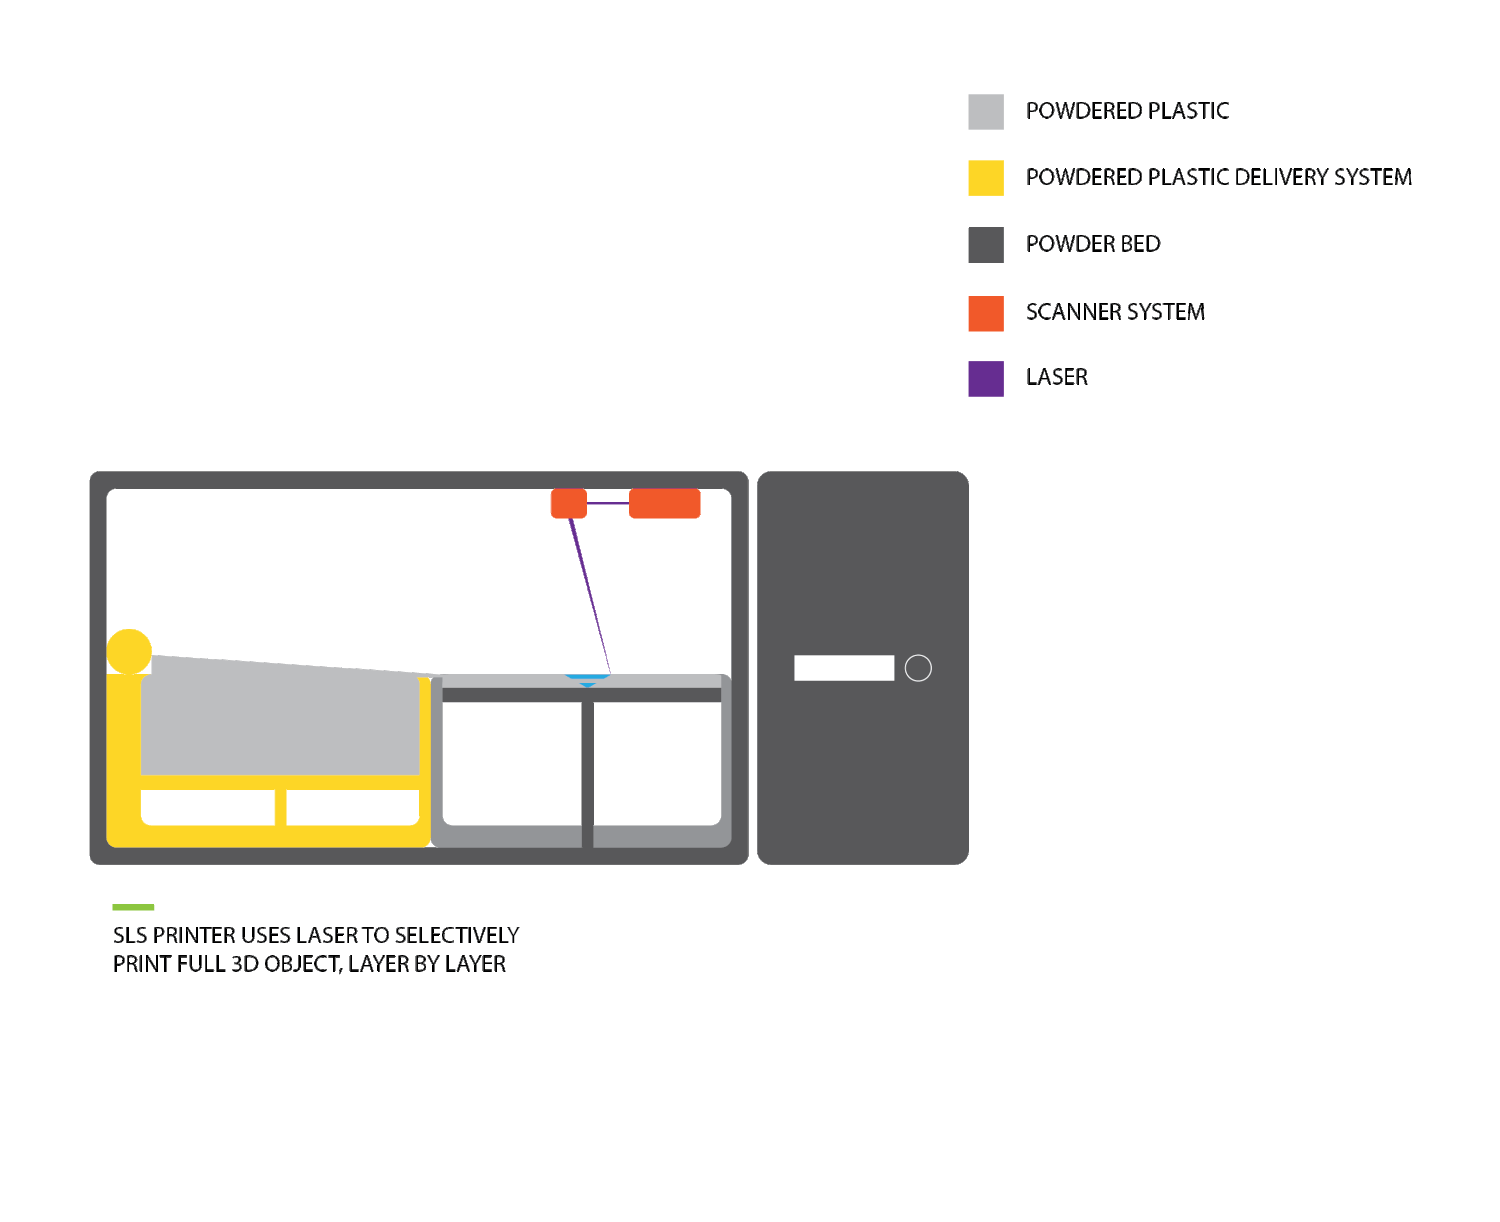 POWDERED PLASTIC
POWDERED PLASTIC DELIVERY SYSTEM
POWDER BED
SCANNER SYSTEM
LASER
SLS PRINTER USES LASER TO SELECTIVELY
PRINT FULL 3D OBJECT, LAYER BY LAYER